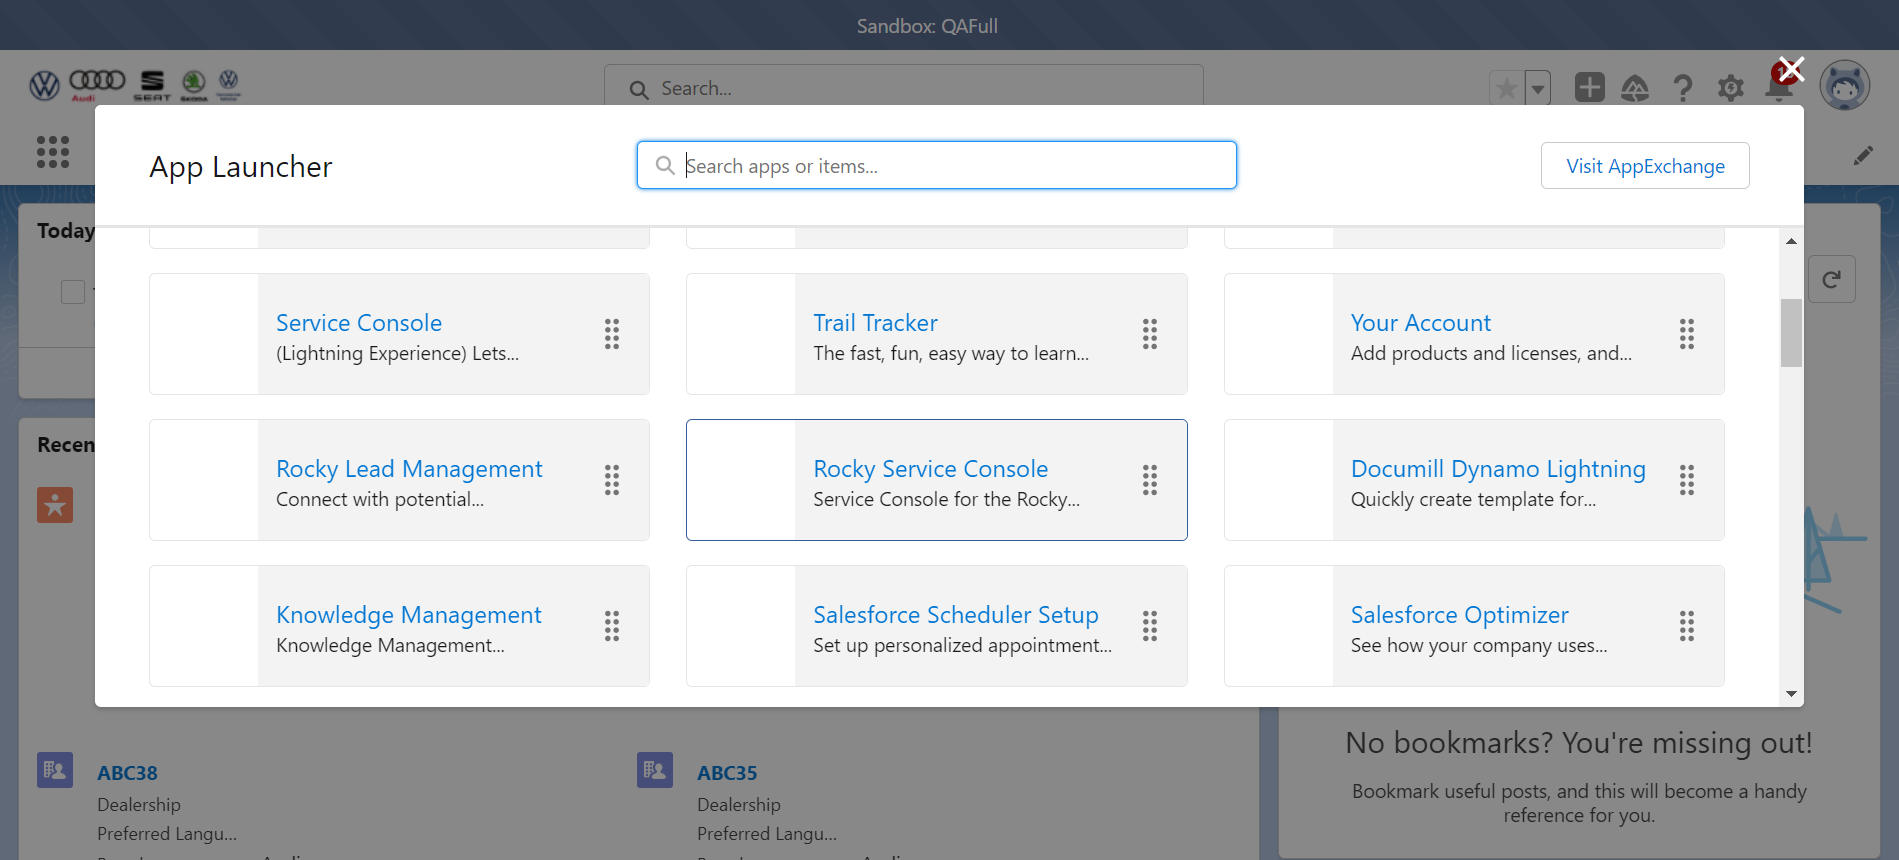 Sandbox: QAFull
Audi
SEAT
SKODA
Search...
App Launcher
Search apps or items...
Visit AppExchange
Today
Service Console
(Lightning Experience) Lets...
Trail Tracker
The fast, fun, easy way to learn...
Your Account
Add products and licenses, and...
Rocky Lead Management
Connect with potential...
Rocky Service Console
Service Console for the Rocky...
Documill Dynamo Lightning
Quickly create template for...
Recen
Knowledge Management
Knowledge Management...
Salesforce Scheduler Setup
Set up personalized appointment...
Salesforce Optimizer
See how your company uses...
ABC38
Dealership
Preferred Langu...
ABC35
Dealership
Preferred Langu...
No bookmarks? You're missing out!
Bookmark useful posts, and this will become a handy
reference for you.